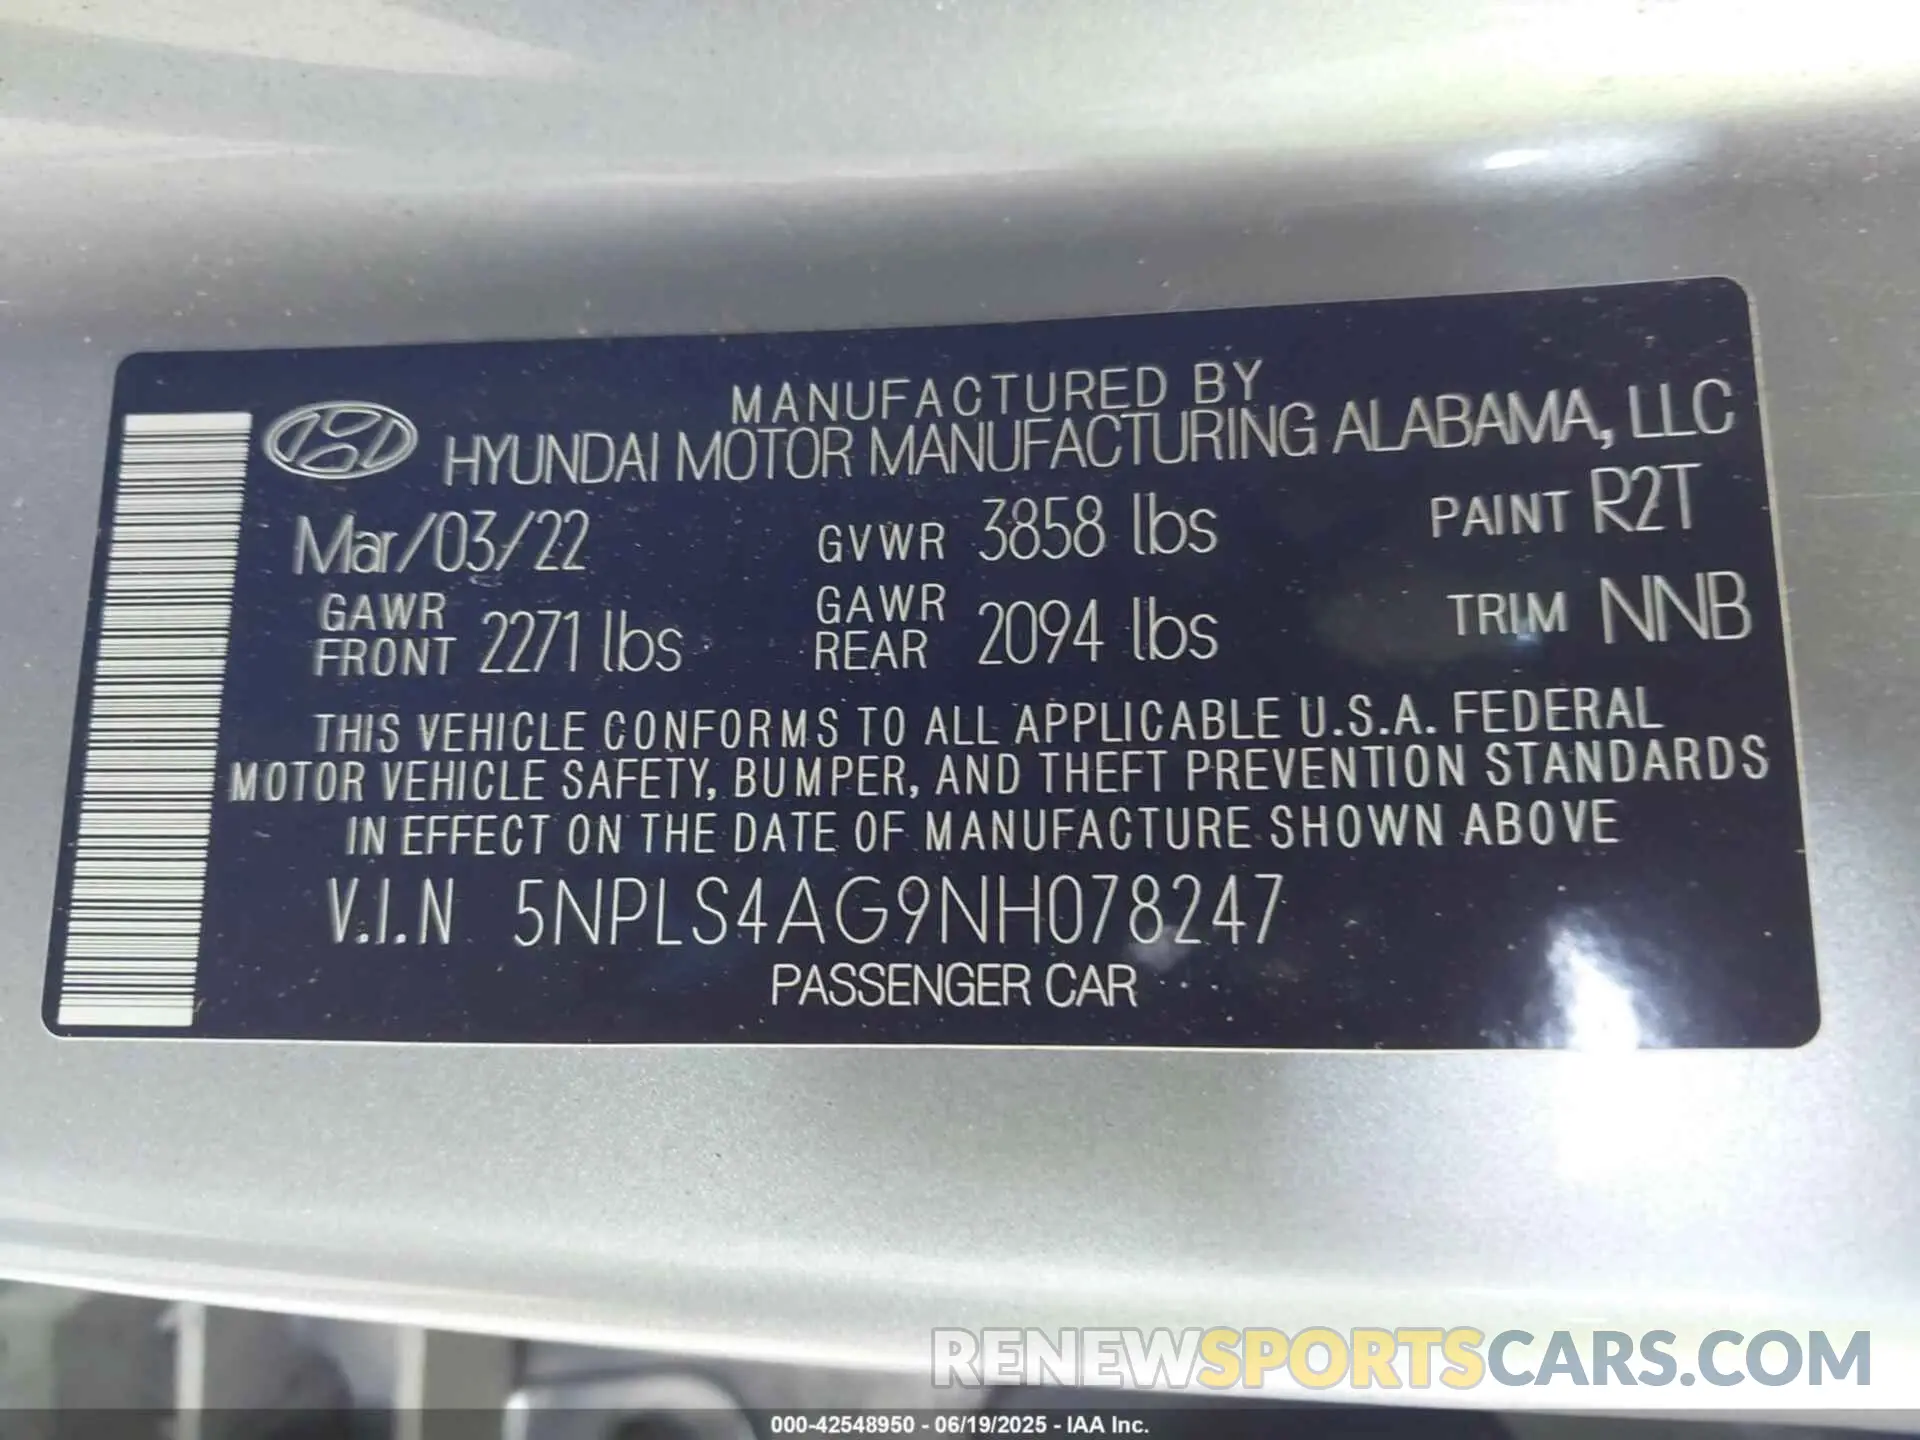 MANUFACTURED BY
HYUNDAI MOTOR MANUFACTURING ALABAMA, LLC
Mar/03/22 GVWR 3858 lbs PAINT R2T
GAWR FRONT 2271 lbs GAWR REAR 2094 lbs TRIM NNB
THIS VEHICLE CONFORMS TO ALL APPLICABLE U.S.A. FEDERAL
MOTOR VEHICLE SAFETY, BUMPER, AND THEFT PREVENTION STANDARDS
IN EFFECT ON THE DATE OF MANUFACTURE SHOWN ABOVE
V.I.N 5NPLS4AG9NH078247
PASSENGER CAR
RENEWSPORTSCARS.COM
000-42548950 - 06/19/2025 - IAA Inc.